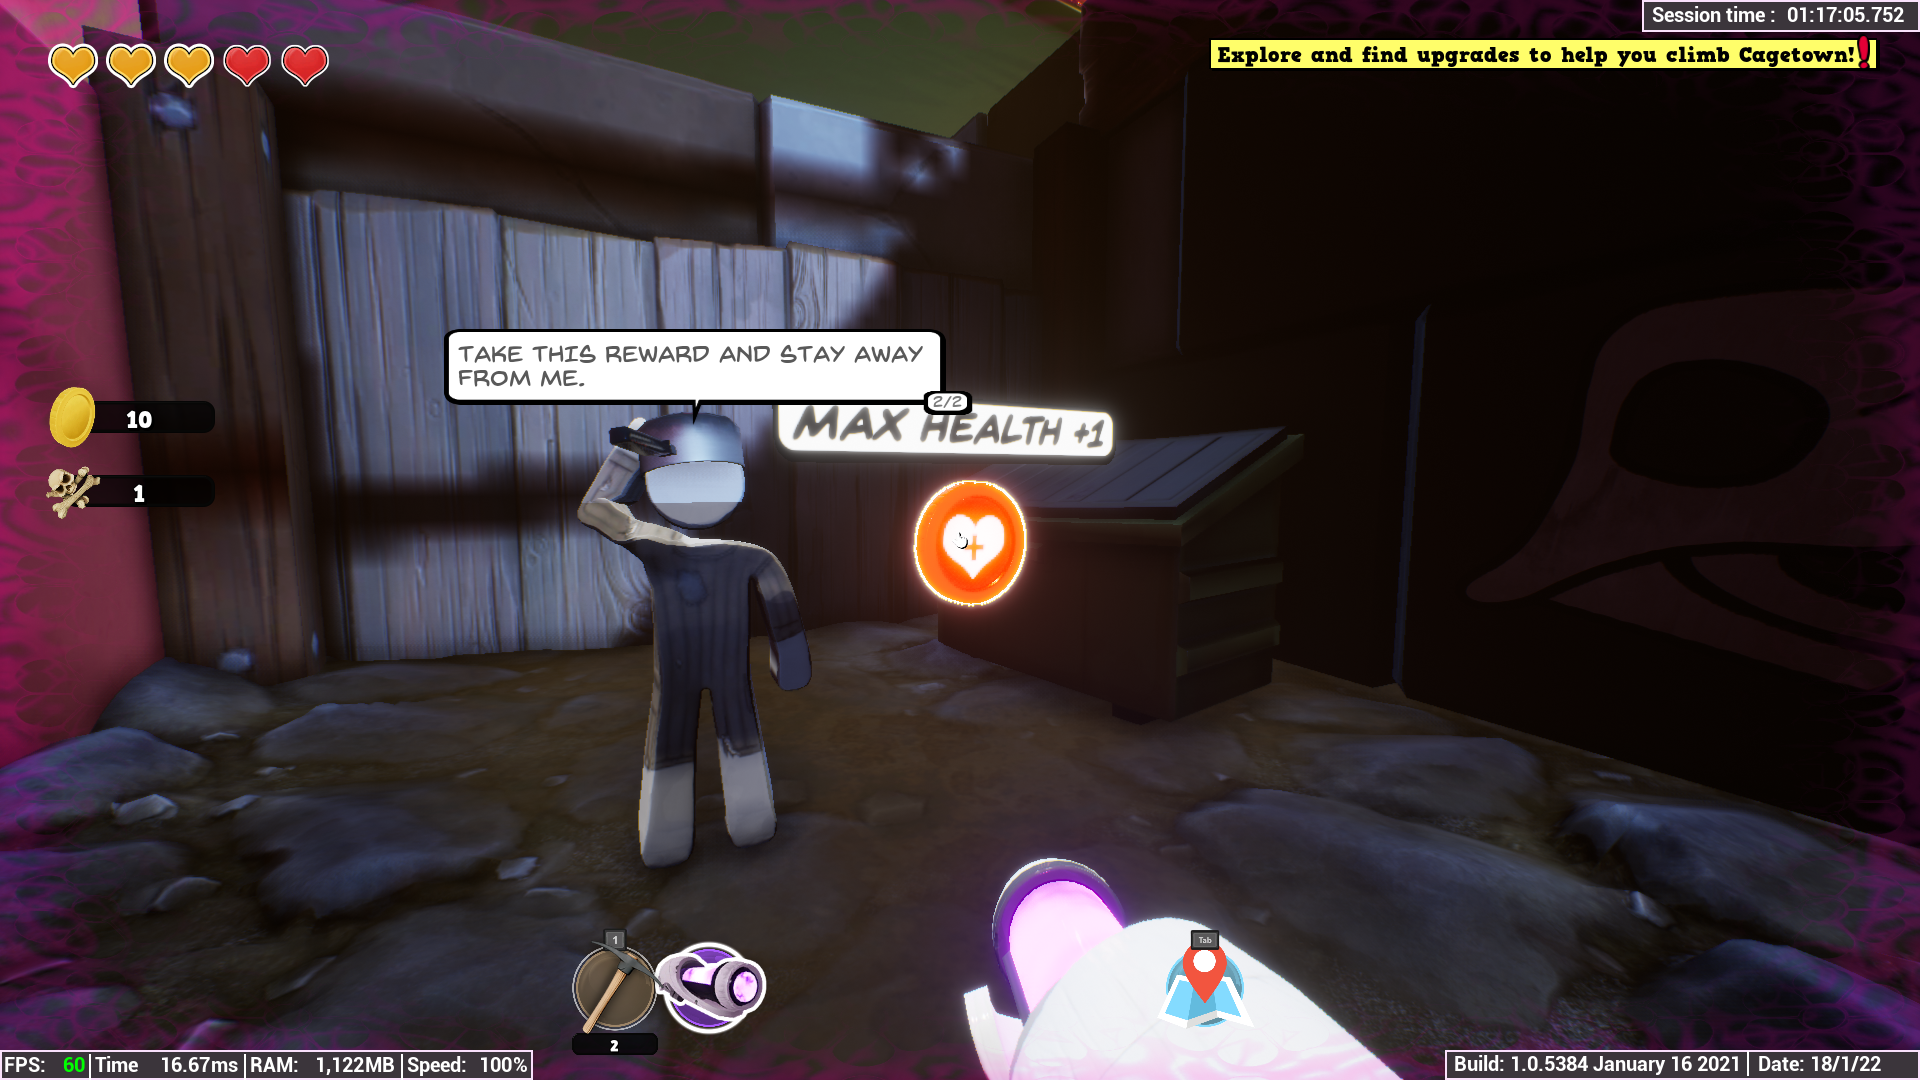 Session time : 01:17:05.752
Explore and find upgrades to help you climb Cagetown!
TAKE THIS REWARD AND STAY AWAY
FROM ME.
2/2
MAX HEALTH +1
10
1
1
2
Tab
FPS: 60 Time 16.67ms RAM: 1,122MB Speed: 100%
Build: 1.0.5384 January 16 2021 Date: 18/1/22